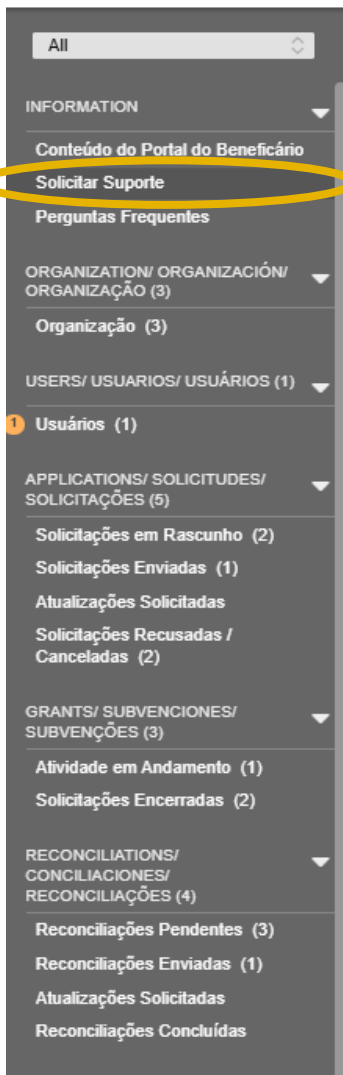 All
INFORMATION
Conteúdo do Portal do Beneficário
Solicitar Suporte
Perguntas Frequentes
ORGANIZATION/ ORGANIZACIÓN/
ORGANIZAÇÃO (3)
Organização (3)
USERS/ USUARIOS/ USUÁRIOS (1)
1 Usuários (1)
APPLICATIONS/ SOLICITUDES/
SOLICITAÇÕES (5)
Solicitações em Rascunho (2)
Solicitações Enviadas (1)
Atualizações Solicitadas
Solicitações Recusadas /
Canceladas (2)
GRANTS/ SUBVENCIONES/
SUBVENÇÕES (3)
Atividade em Andamento (1)
Solicitações Encerradas (2)
RECONCILIATIONS/
CONCILIACIONES/
RECONCILIAÇÕES (4)
Reconciliações Pendentes (3)
Reconciliações Enviadas (1)
Atualizações Solicitadas
Reconciliações Concluídas